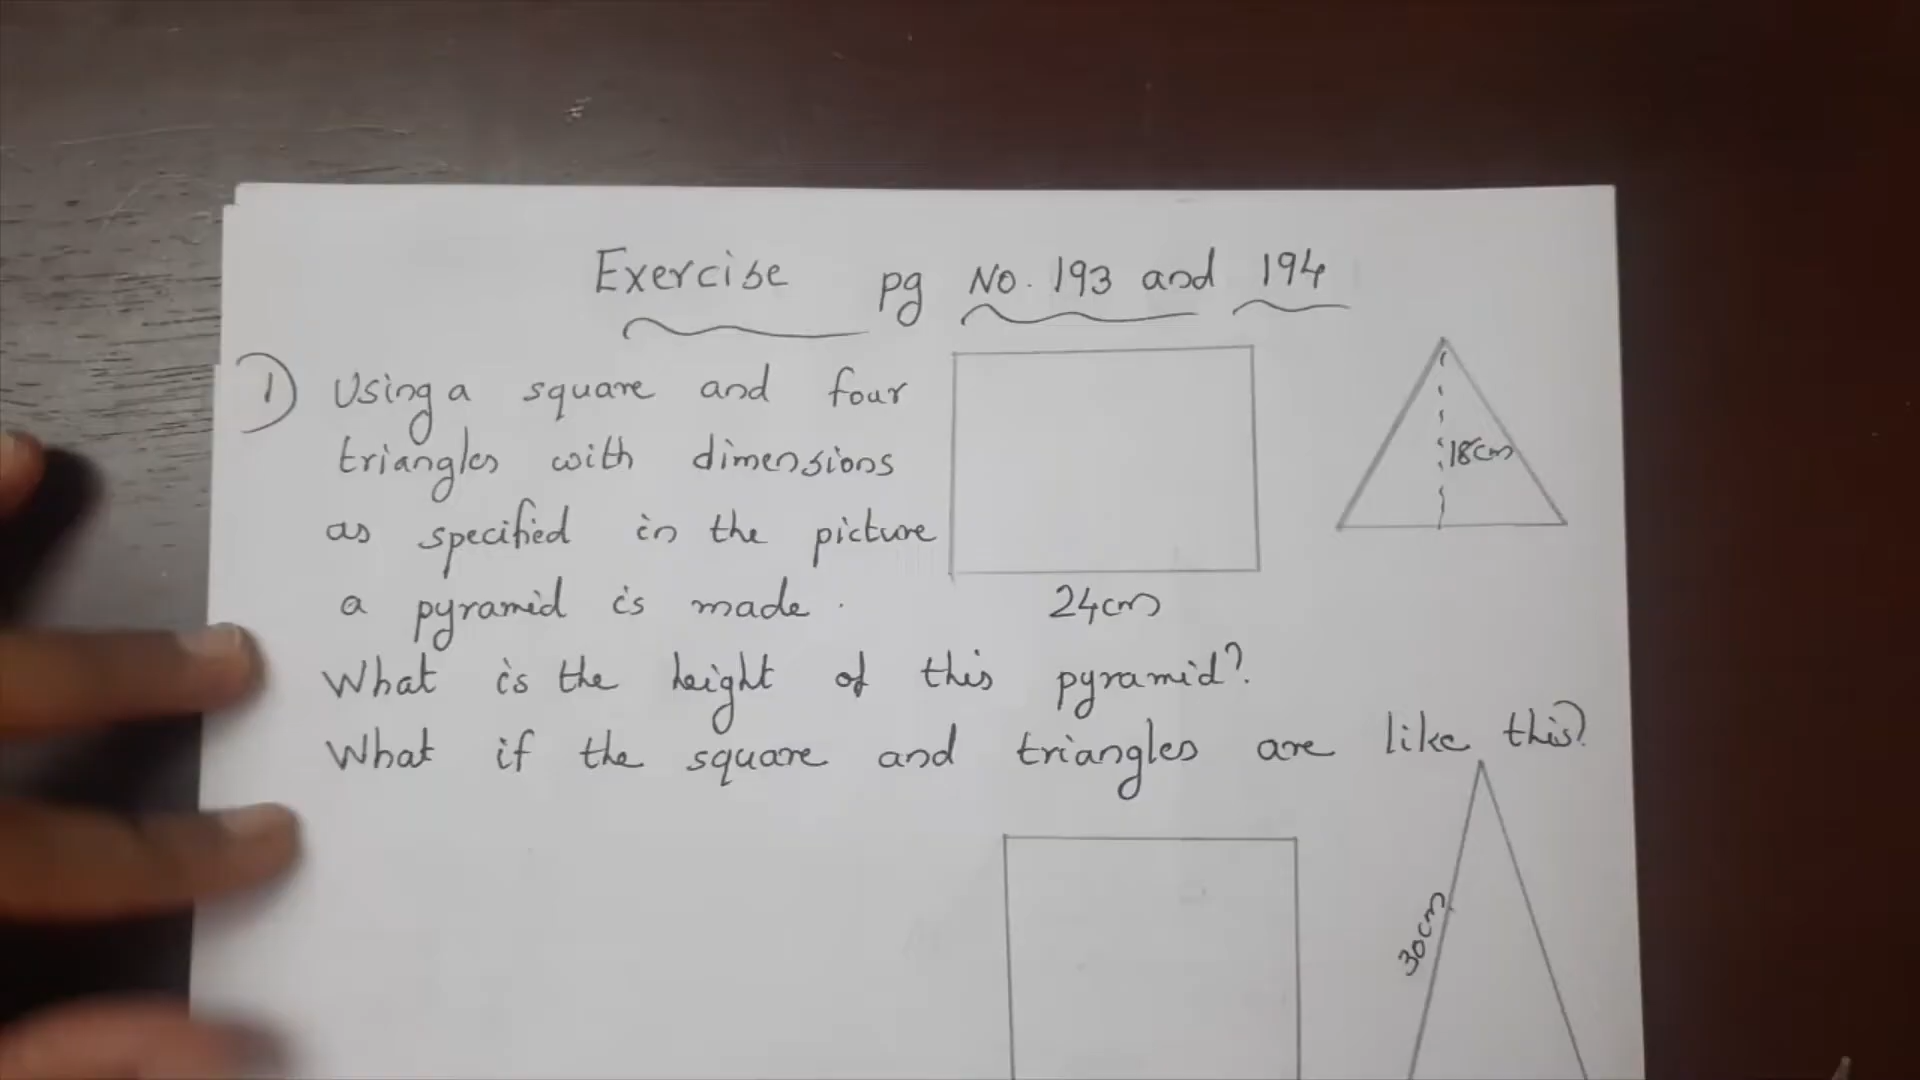 Exercise pg No. 193 and 194
1) Using a square and four
triangles with dimensions
as specified in the picture
a pyramid is made.
18cm
24cm
What is the height of this pyramid?
What if the square and triangles are like this?
30cm